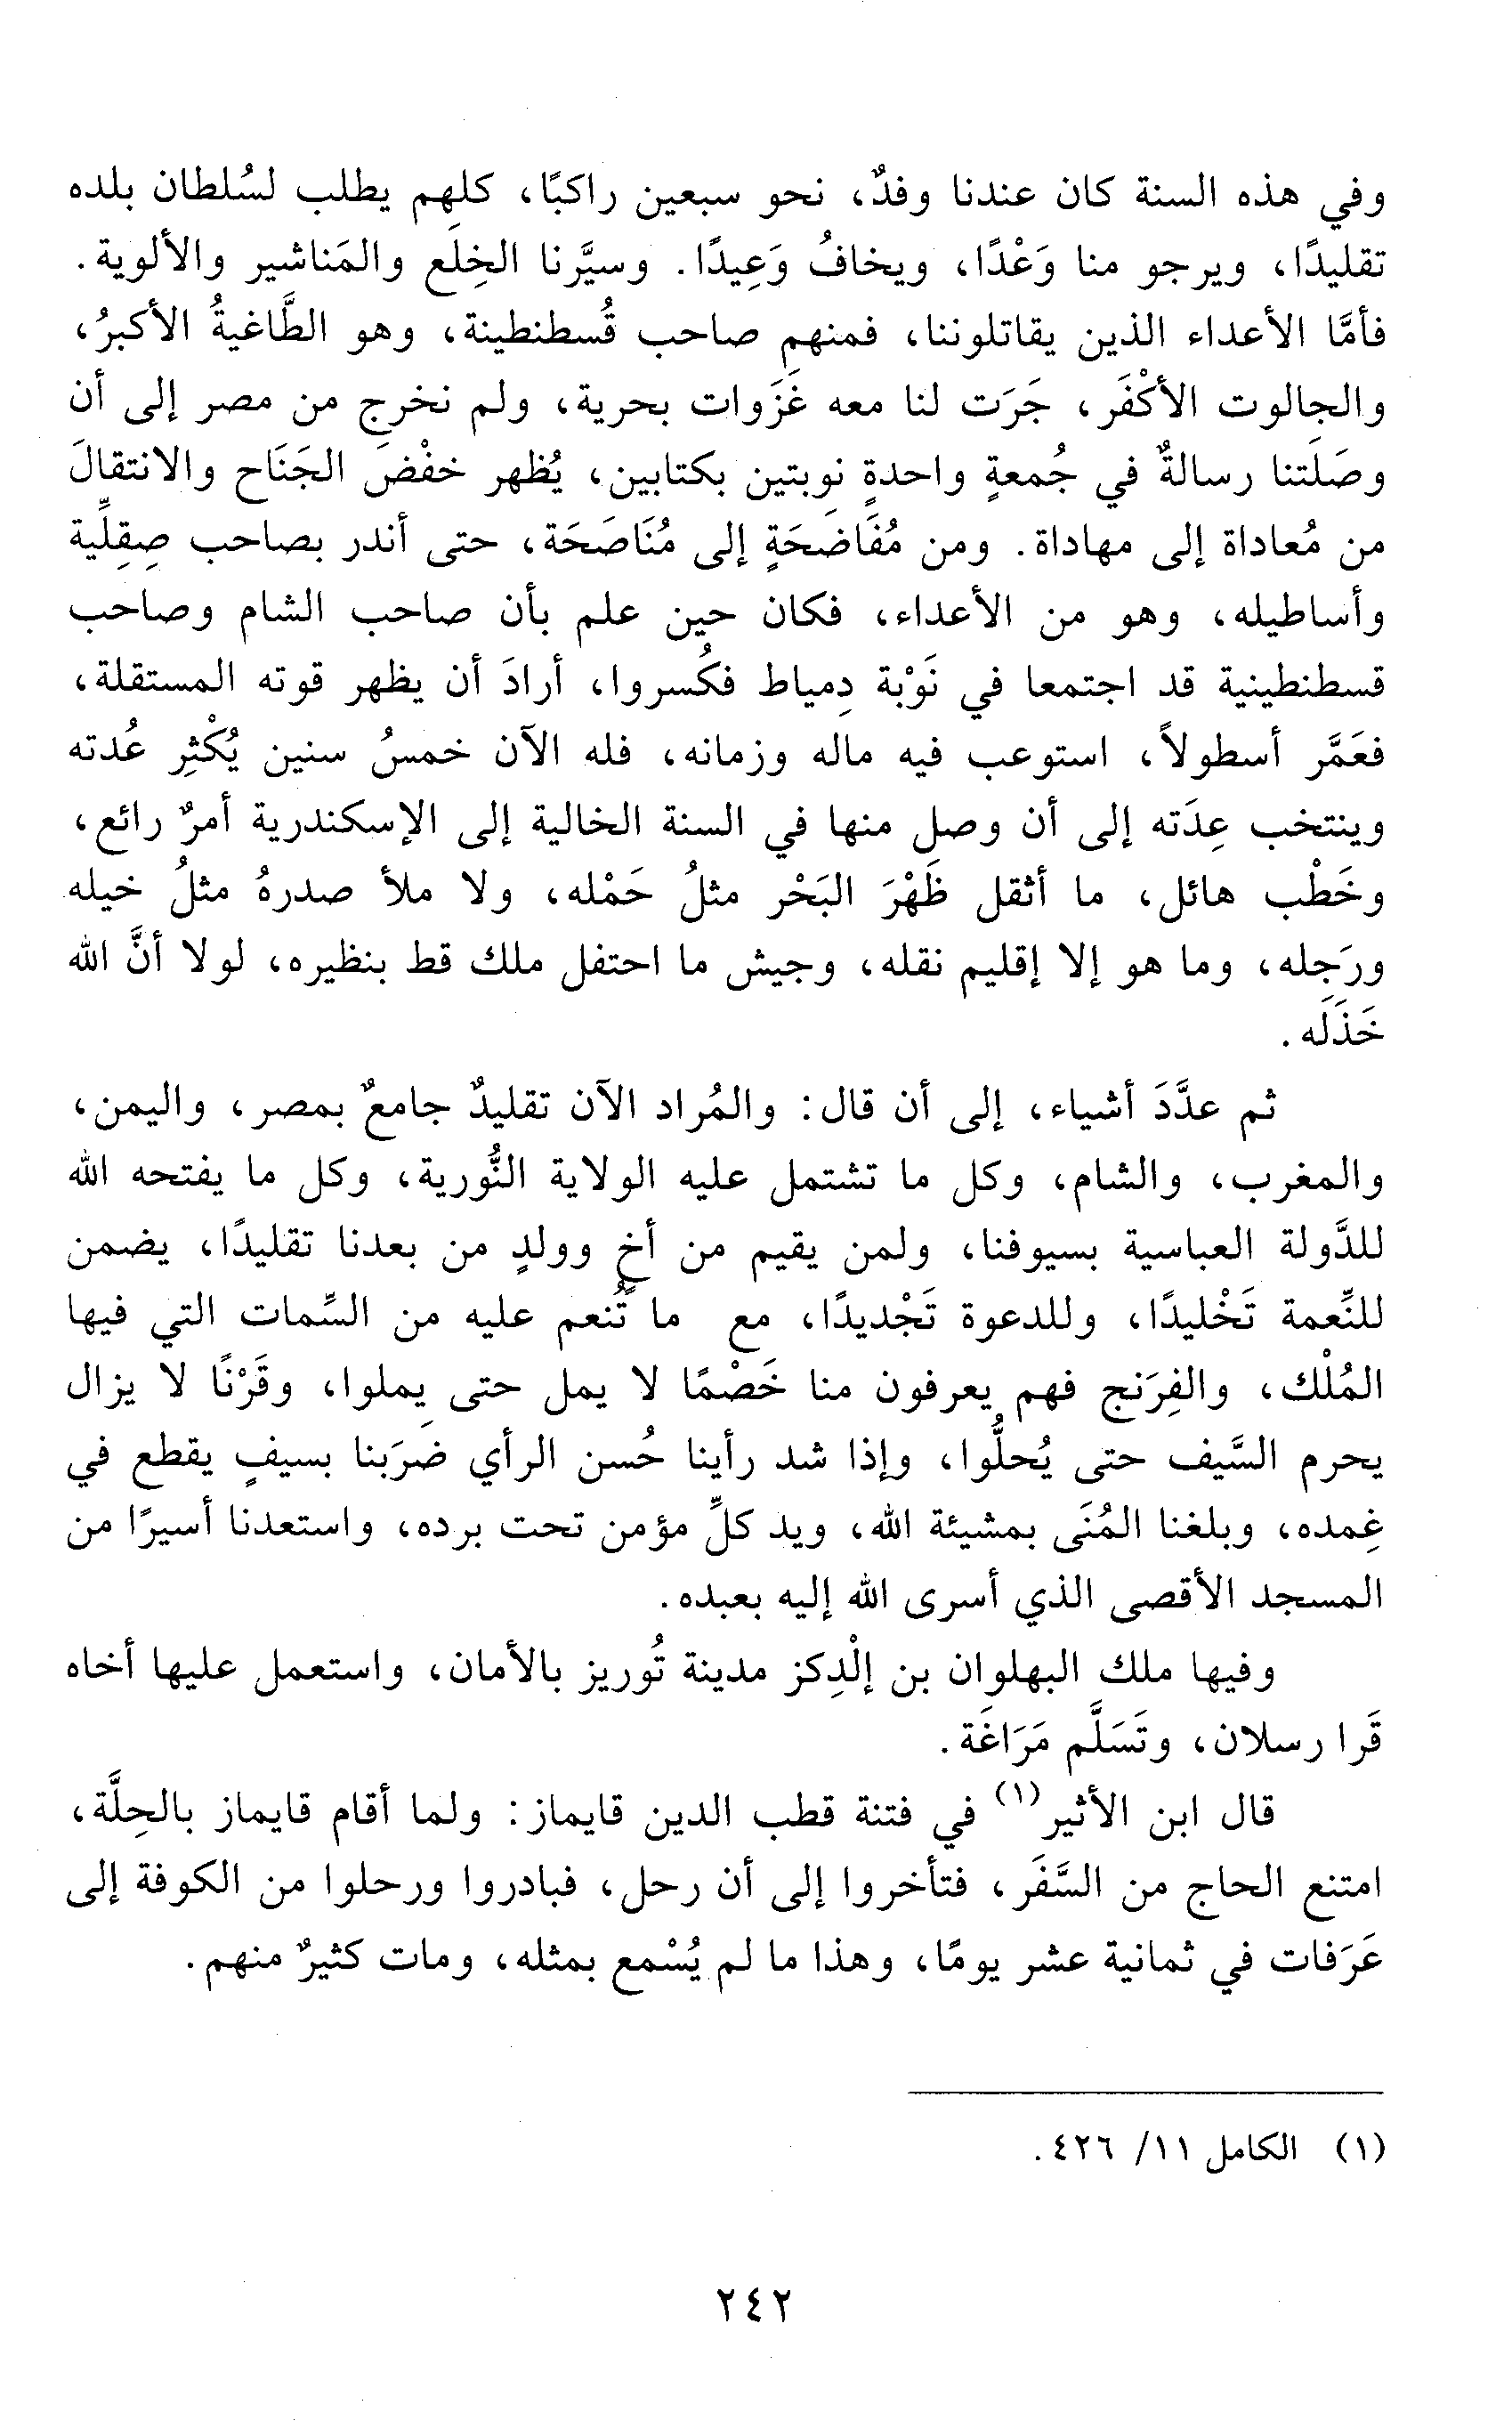 وفي هذه السنة كان عندنا وفدٌ، نحو سبعين راكبًا، كلهم يطلب لسُلطان بلده
تقليدًا، ويرجو منا وَعْدًا، ويخافُ وَعِيدًا. وسيَّرنا الخِلَع والمَناشير والألوية.
فأمَّا الأعداء الذين يقاتلوننا، فمنهم صاحب قُسطنطينة، وهو الطَّاغيةُ الأكبرُ،
والجالوت الأكْفَر، جَرَت لنا معه غَزَوات بحرية، ولم نخرج من مصر إلى أن
وصَلَتنا رسالةٌ في جُمعةٍ واحدةٍ نوبتين بكتابين، يُظهر خفْضَ الجَنَاح والانتقالَ
من مُعاداة إلى مهاداة. ومن مُفَاضَحَةٍ إلى مُنَاصَحَة، حتى أندر بصاحب صِقِلِّية
وأساطيله، وهو من الأعداء، فكان حين علم بأن صاحب الشام وصاحب
قسطنطينية قد اجتمعا في نَوْبة دِمياط فكُسروا، أرادَ أن يظهر قوته المستقلة،
فعَمَّر أسطولاً، استوعب فيه ماله وزمانه، فله الآن خمسُ سنين يُكْثِر عُدته
وينتخب عِدَته إلى أن وصل منها في السنة الخالية إلى الإسكندرية أمرٌ رائع،
وخَطْب هائل، ما أثقل ظَهْرَ البَحْر مثلُ حَمْله، ولا ملأ صدرهُ مثلُ خيله
ورَجِله، وما هو إلا إقليم نقله، وجيش ما احتفل ملك قط بنظيره، لولا أنَّ الله
خَذَلَه.
ثم عدَّدَ أشياء، إلى أن قال: والمُراد الآن تقليدٌ جامعٌ بمصر، واليمن،
والمغرب، والشام، وكل ما تشتمل عليه الولاية النُّورية، وكل ما يفتحه الله
للدَّولة العباسية بسيوفنا، ولمن يقيم من أخٍ وولدٍ من بعدنا تقليدًا، يضمن
للنِّعمة تَخْليدًا، وللدعوة تَجْديدًا، مع ما تُنعم عليه من السِّمات التي فيها
المُلْك، والفِرَنج فهم يعرفون منا خَصْمًا لا يمل حتى يملوا، وقَرْنًا لا يزال
يحرم السَّيف حتى يُحلُّوا، وإذا شد رأينا حُسن الرأي ضَرَبنا بسيفٍ يقطع في
غِمده، وبلغنا المُنَى بمشيئة الله، ويد كلِّ مؤمن تحت برده، واستعدنا أسيرًا من
المسجد الأقصى الذي أسرى الله إليه بعبده.
وفيها ملك البهلوان بن إلْدِكز مدينة تُوريز بالأمان، واستعمل عليها أخاه
قَرا رسلان، وتَسَلَّم مَرَاغَة.
قال ابن الأثير(١) في فتنة قطب الدين قايماز: ولما أقام قايماز بالحِلَّة،
امتنع الحاج من السَّفَر، فتأخروا إلى أن رحل، فبادروا ورحلوا من الكوفة إلى
عَرَفات في ثمانية عشر يومًا، وهذا ما لم يُسْمع بمثله، ومات كثيرٌ منهم.
(١) الكامل ١١/ ٤٢٦.
٢٤٢